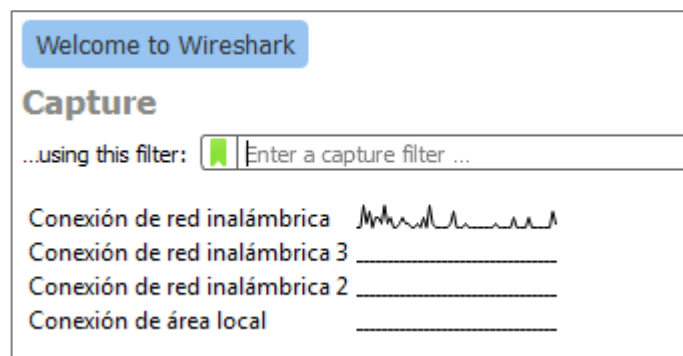 Welcome to Wireshark
Capture
...using this filter: Enter a capture filter ...
Conexión de red inalámbrica
Conexión de red inalámbrica 3
Conexión de red inalámbrica 2
Conexión de área local